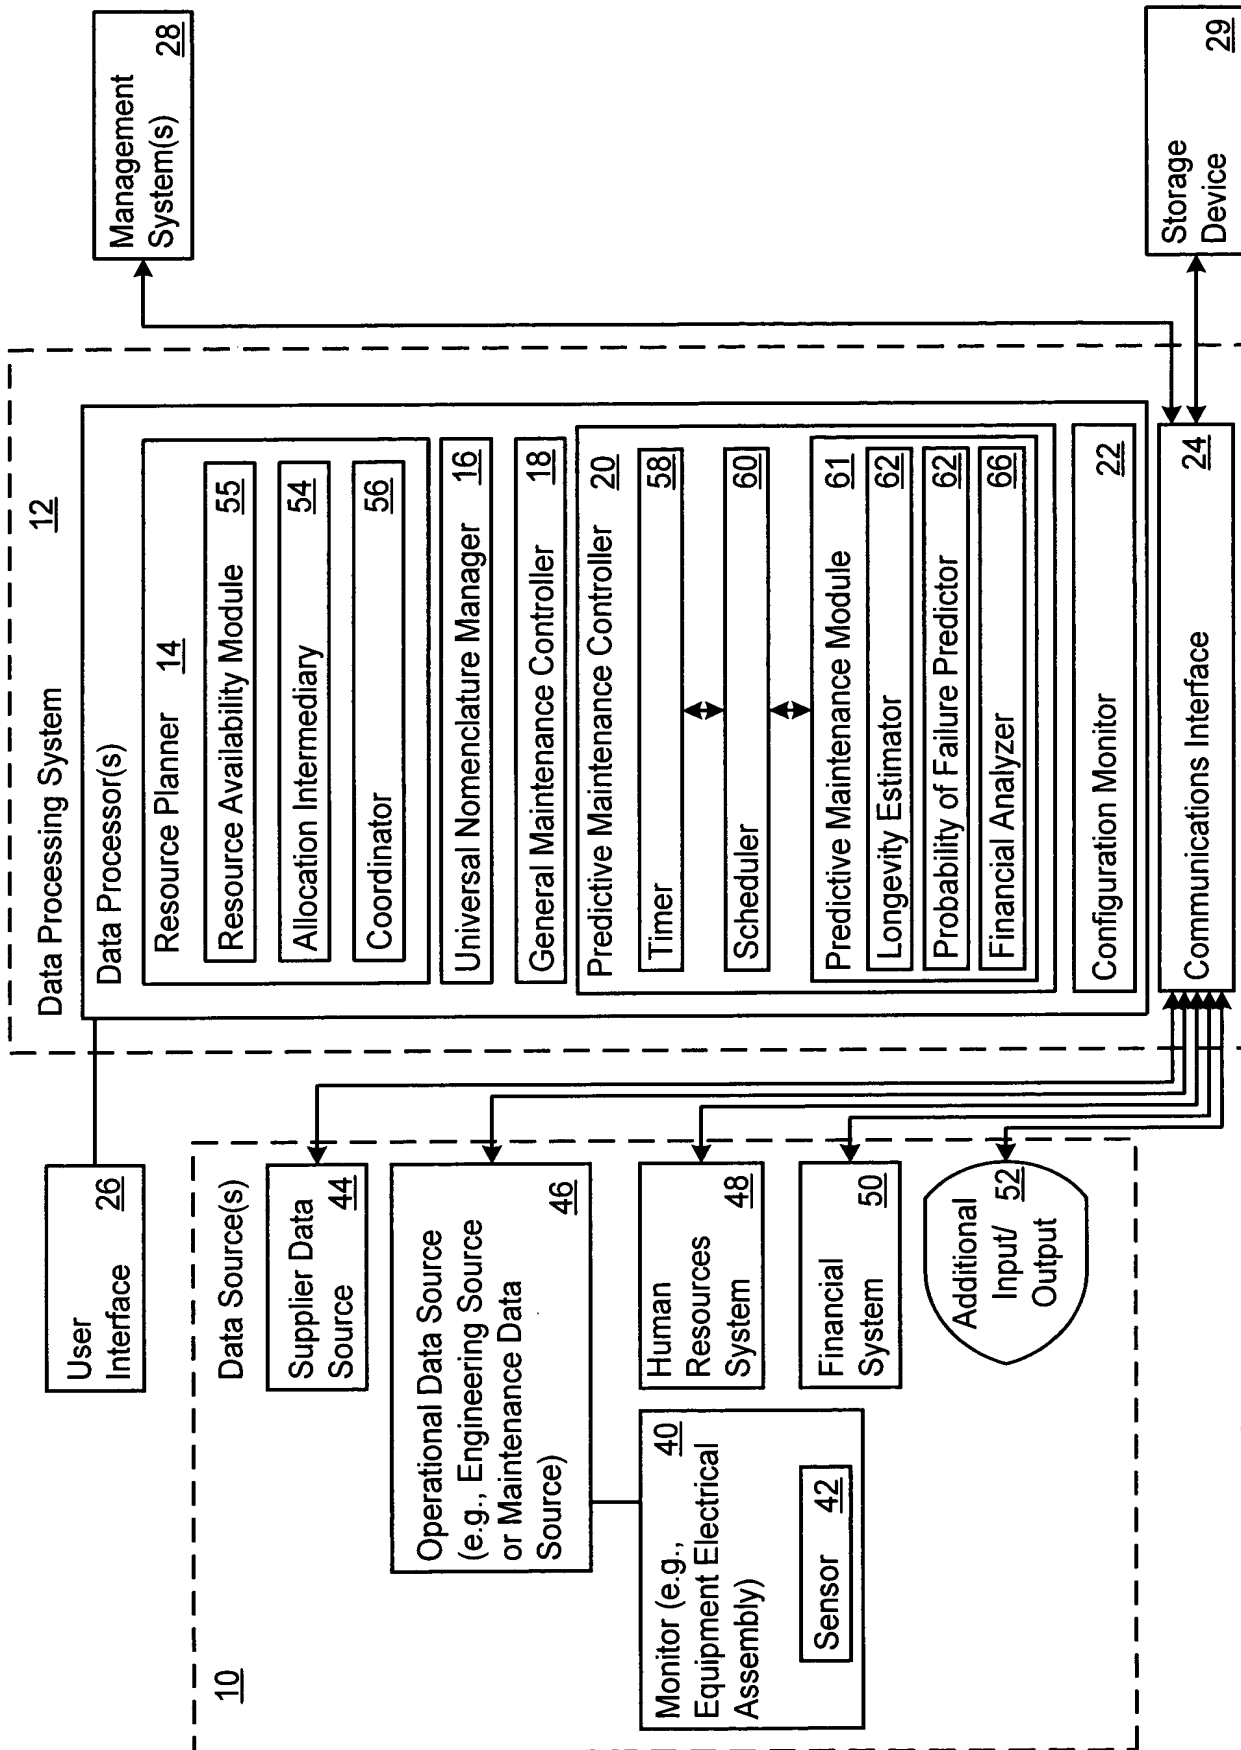 10
User
Interface
26
Data Source(s)
Supplier Data
Source
44
Operational Data Source
(e.g., Engineering Source
or Maintenance Data
Source)
46
Monitor (e.g.,
Equipment Electrical
Assembly)
40
Sensor
42
Human
Resources
System
48
Financial
System
50
Additional
Input/
Output
52
Data Processing System
12
Data Processor(s)
Resource Planner
14
Resource Availability Module
55
Allocation Intermediary
54
Coordinator
56
Universal Nomenclature Manager
16
General Maintenance Controller
18
Predictive Maintenance Controller
20
Timer
58
Scheduler
60
Predictive Maintenance Module
61
Longevity Estimator
62
Probability of Failure Predictor
62
Financial Analyzer
66
Configuration Monitor
22
Communications Interface
24
Management
System(s)
28
Storage
Device
29